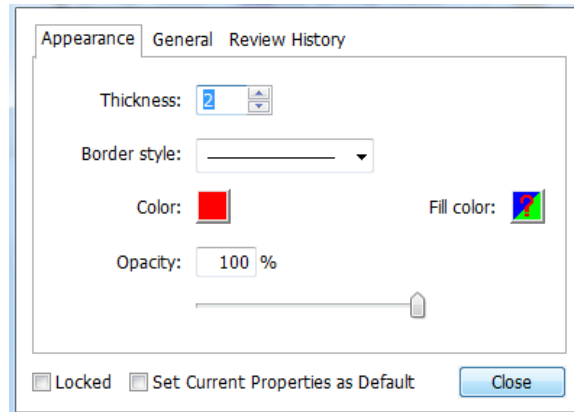 Appearance General Review History
Thickness: 2
Border style:
Color: Fill color: ?
Opacity: 100 %
Locked Set Current Properties as Default Close